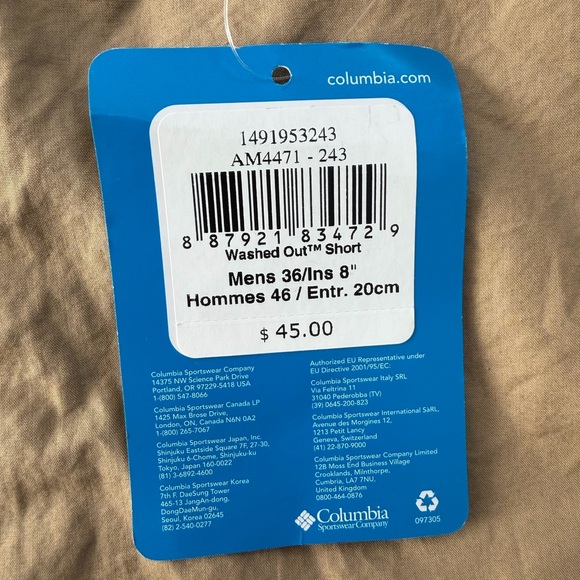 columbia.com
1491953243
AM4471 - 243
8 87921 83472 9
Washed Out™ Short
Mens 36/Ins 8"
Hommes 46 / Entr. 20cm
$ 45.00
Columbia Sportswear Company
14375 NW Science Park Drive
Portland, OR 97229-5418 USA
1-(800) 547-8066
Columbia Sportswear Canada LP
1425 Max Brose Drive,
London, ON, Canada N6N 0A2
1-(800) 265-7067
Columbia Sportswear Japan, Inc.
Shinjuku Eastside Square 7F, 27-30,
Shinjuku 6-Chome, Shinjuku-ku
Tokyo, Japan 160-0022
(81) 3-6892-4600
Columbia Sportswear Korea
7th F. DaeSung Tower
465-13 JangAn-dong,
DongDaeMun-gu,
Seoul, Korea 02645
(82) 2-540-0277
Authorized EU Representative under
EU Directive 2001/95/EC:
Columbia Sportswear Italy SRL
Via Feltrina 11
31040 Pederobba (TV)
(39) 0645-200-823
Columbia Sportswear International SàRL,
Avenue des Morgines 12,
1213 Petit Lancy
Geneva, Switzerland
(41) 22-870-9000
Columbia Sportswear Company Limited
12B Moss End Business Village
Crooklands, Milnthorpe,
Cumbria, LA7 7NU,
United Kingdom
0800-464-0876
Columbia
Sportswear Company
097305